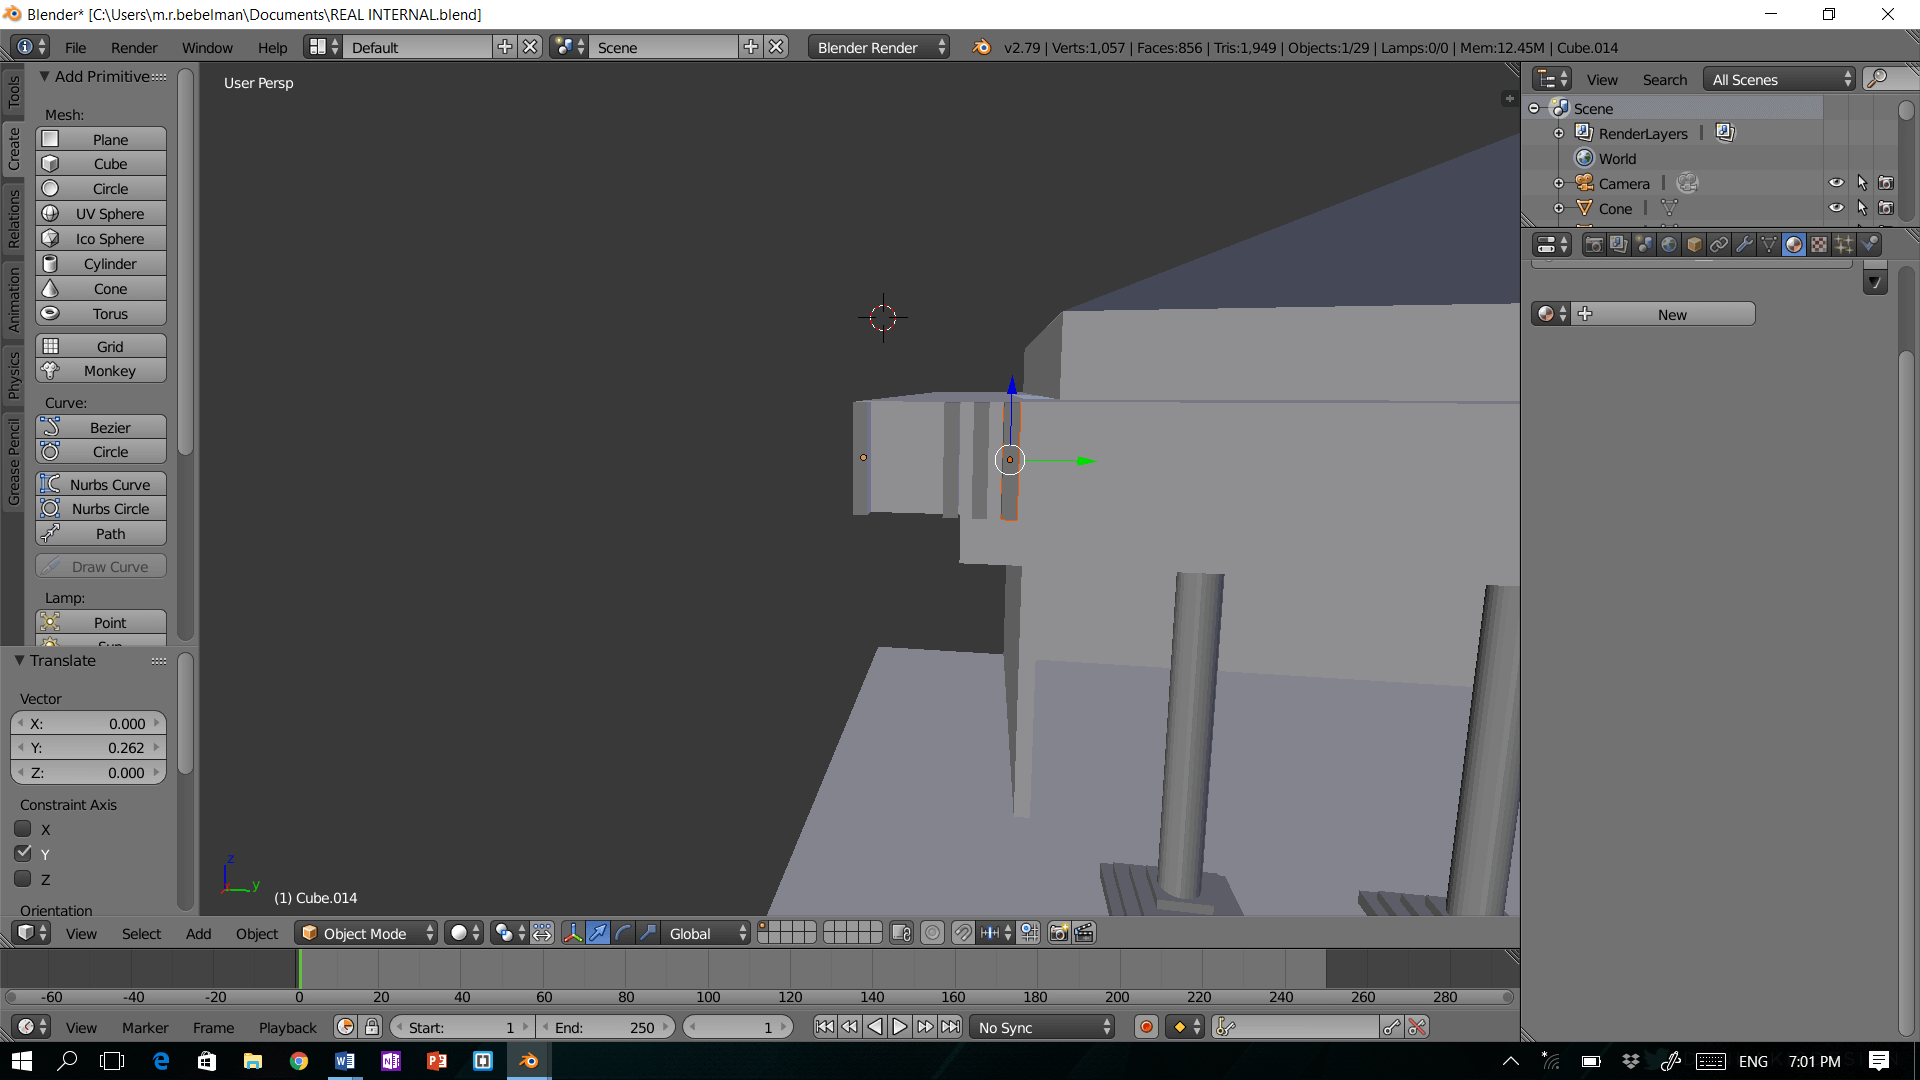 Blender* [C:\Users\m.r.bebelman\Documents\REAL INTERNAL.blend]
File Render Window Help Default Scene Blender Render v2.79 | Verts:1,057 | Faces:856 | Tris:1,949 | Objects:1/29 | Lamps:0/0 | Mem:12.45M | Cube.014
Tools
Create
Relations
Animation
Physics
Grease Pencil
Add Primitive
Mesh:
Plane
Cube
Circle
UV Sphere
Ico Sphere
Cylinder
Cone
Torus
Grid
Monkey
Curve:
Bezier
Circle
Nurbs Curve
Nurbs Circle
Path
Draw Curve
Lamp:
Point
Translate
Vector
X: 0.000
Y: 0.262
Z: 0.000
Constraint Axis
X
Y
Z
Orientation
User Persp
z
y
(1) Cube.014
View Search All Scenes
Scene
RenderLayers
World
Camera
Cone
New
View Select Add Object Object Mode Global
-60 -40 -20 0 20 40 60 80 100 120 140 160 180 200 220 240 260 280
View Marker Frame Playback Start: 1 End: 250 1 No Sync
ENG 7:01 PM